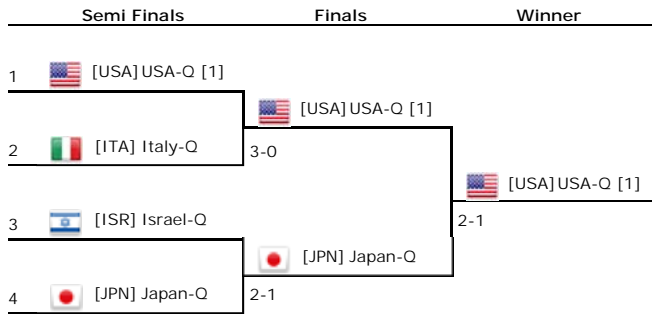 Semi Finals Finals Winner
1 [USA] USA-Q [1]
[USA] USA-Q [1]
2 [ITA] Italy-Q 3-0
[USA] USA-Q [1]
3 [ISR] Israel-Q 2-1
[JPN] Japan-Q
4 [JPN] Japan-Q 2-1